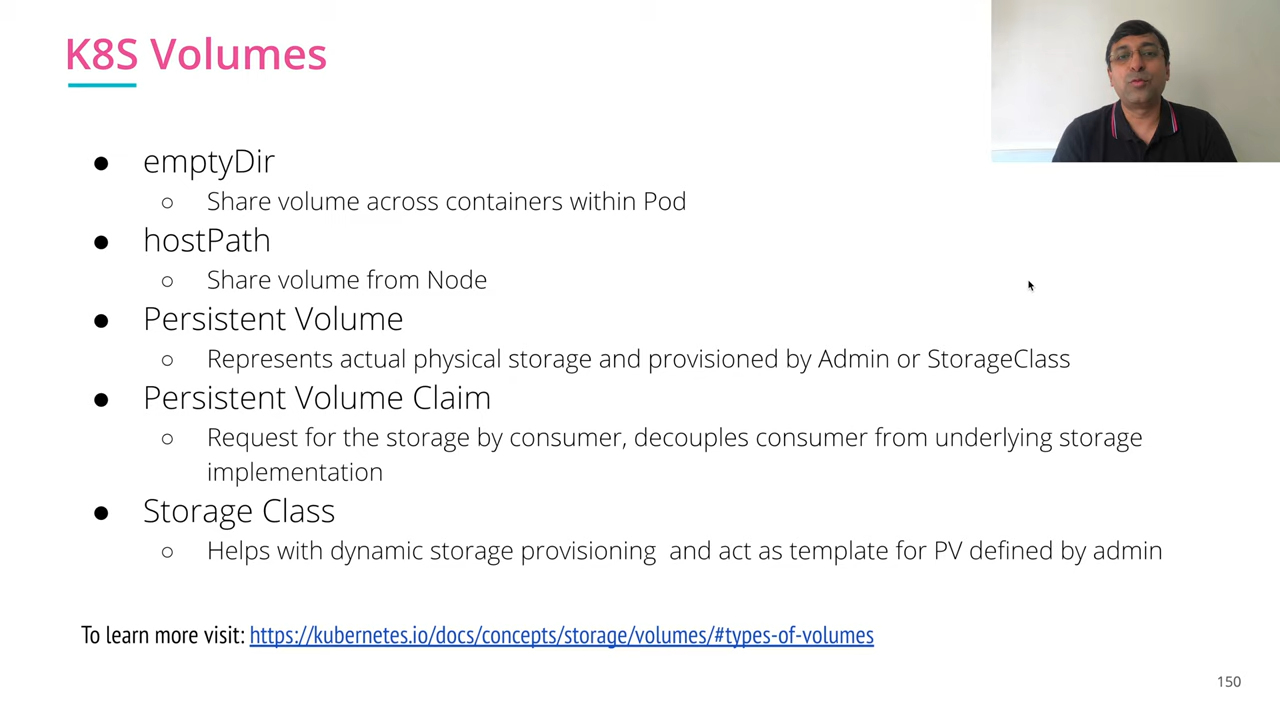 K8S Volumes
● emptyDir
○ Share volume across containers within Pod
● hostPath
○ Share volume from Node
● Persistent Volume
○ Represents actual physical storage and provisioned by Admin or StorageClass
● Persistent Volume Claim
○ Request for the storage by consumer, decouples consumer from underlying storage
implementation
● Storage Class
○ Helps with dynamic storage provisioning  and act as template for PV defined by admin
To learn more visit: https://kubernetes.io/docs/concepts/storage/volumes/#types-of-volumes
150